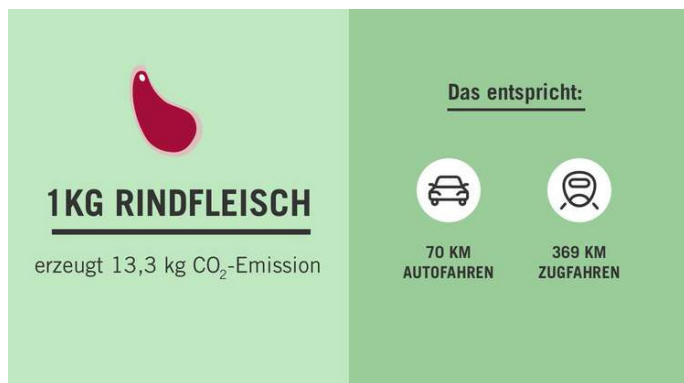 1KG RINDFLEISCH
erzeugt 13,3 kg CO₂-Emission
Das entspricht:
70 KM
AUTOFAHREN
369 KM
ZUGFAHREN